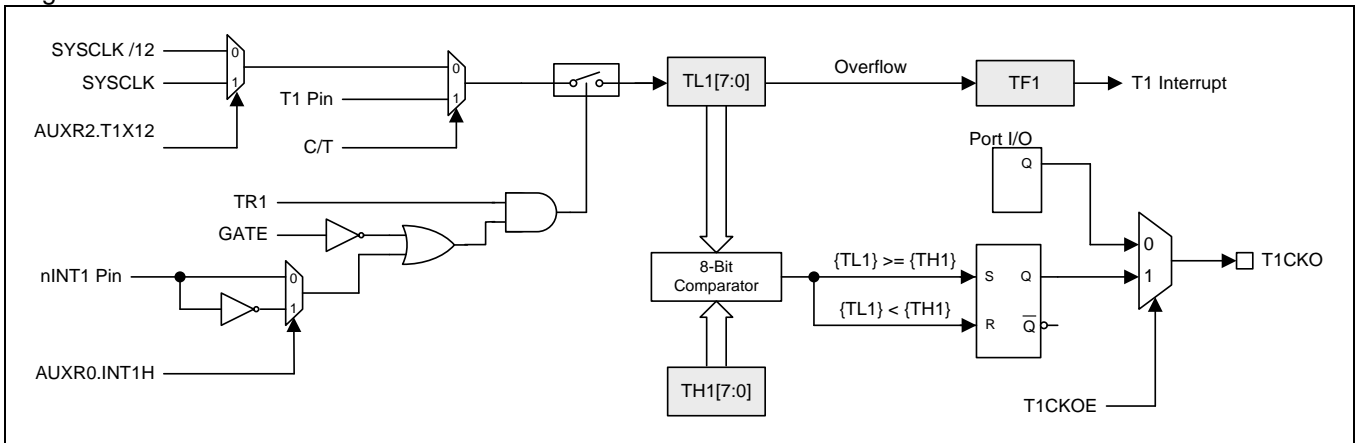 SYSCLK /12
0
SYSCLK
1
AUXR2.T1X12
0
T1 Pin
1
C/T
TL1[7:0]
Overflow
TF1
T1 Interrupt
Port I/O
Q
TR1
GATE
nINT1 Pin
0
1
AUXR0.INT1H
8-Bit
Comparator
{TL1} >= {TH1}
S
Q
{TL1} < {TH1}
R
Q
0
1
T1CKO
TH1[7:0]
T1CKOE